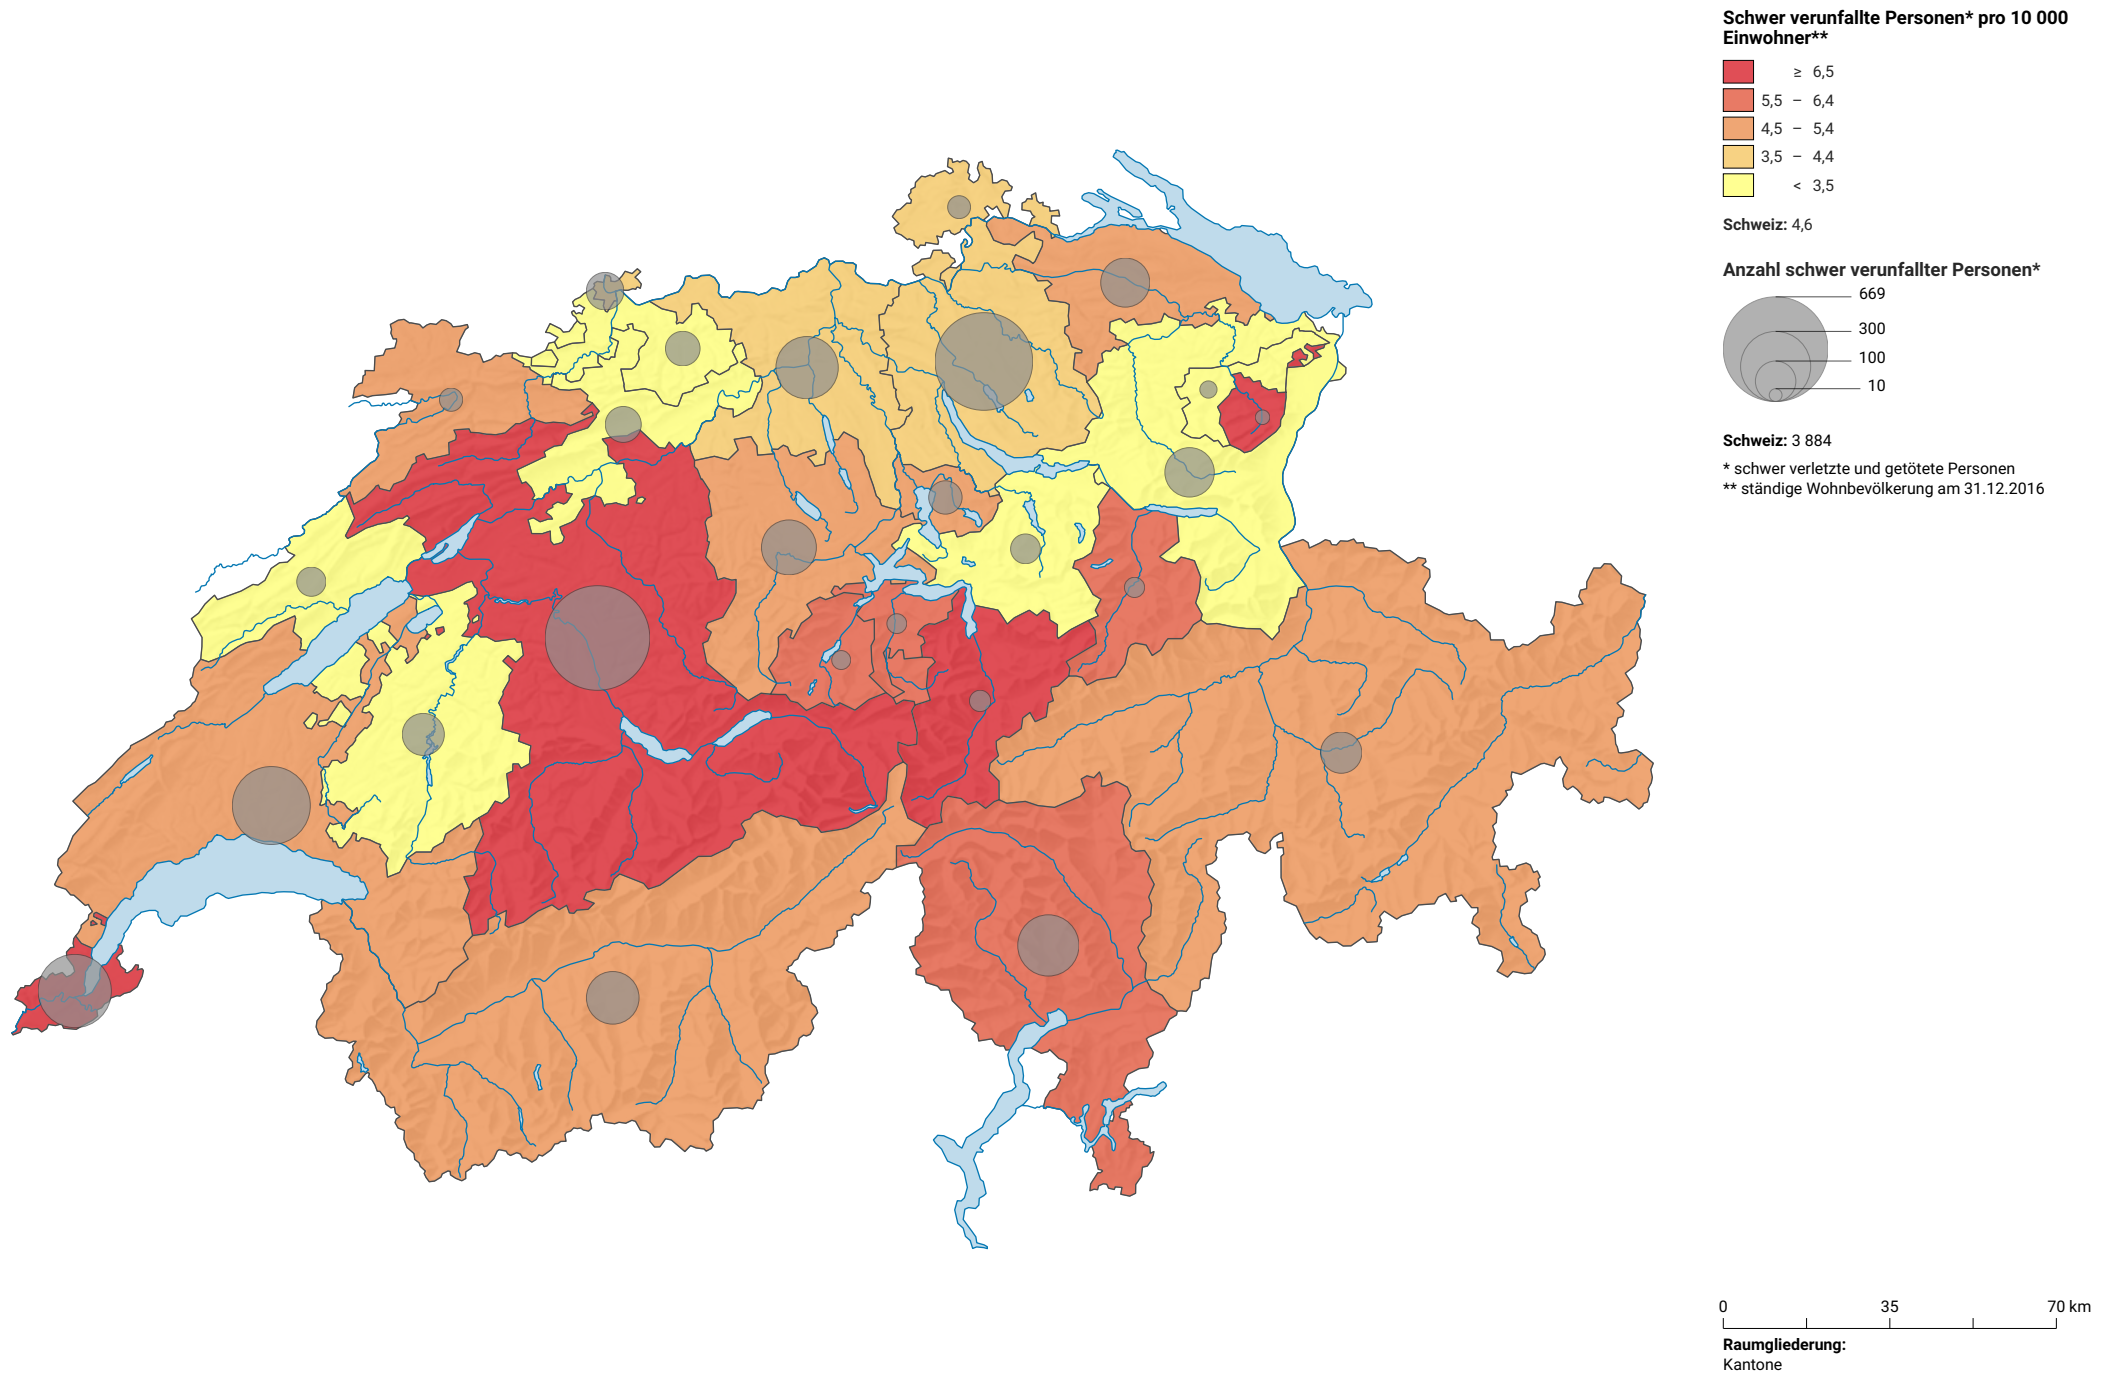 Schwer verunfallte Personen* pro 10 000
Einwohner**
≥ 6,5
5,5 – 6,4
4,5 – 5,4
3,5 – 4,4
< 3,5
Schweiz: 4,6
Anzahl schwer verunfallter Personen*
669
300
100
10
Schweiz: 3 884
* schwer verletzte und getötete Personen
** ständige Wohnbevölkerung am 31.12.2016
0 35 70 km
Raumgliederung:
Kantone